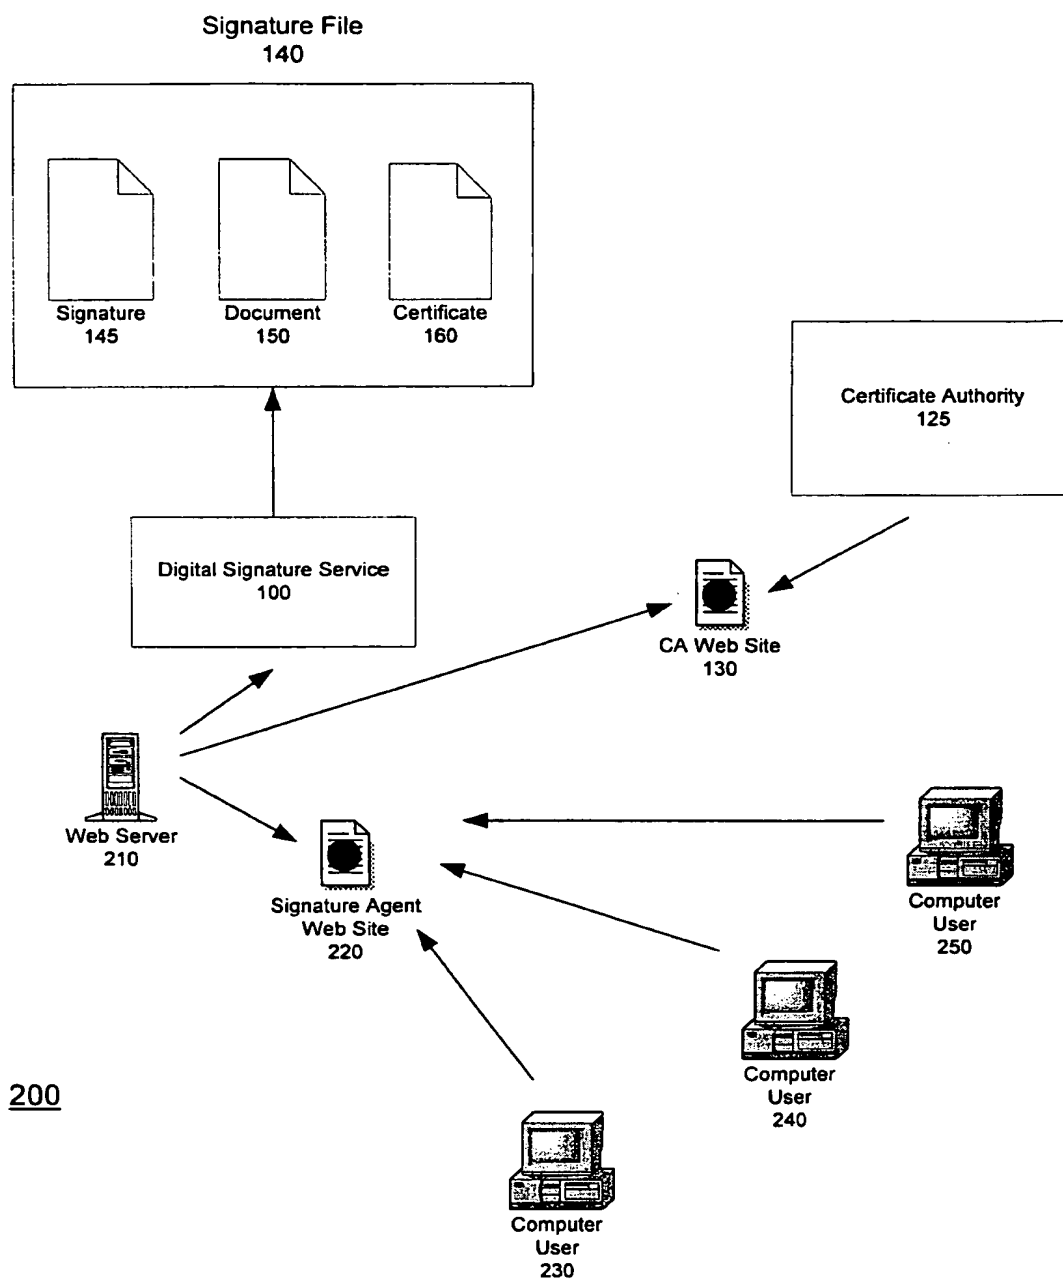 Signature File
140
Signature
145
Document
150
Certificate
160
Certificate Authority
125
Digital Signature Service
100
CA Web Site
130
Web Server
210
Signature Agent
Web Site
220
Computer
User
250
Computer
User
240
200
Computer
User
230